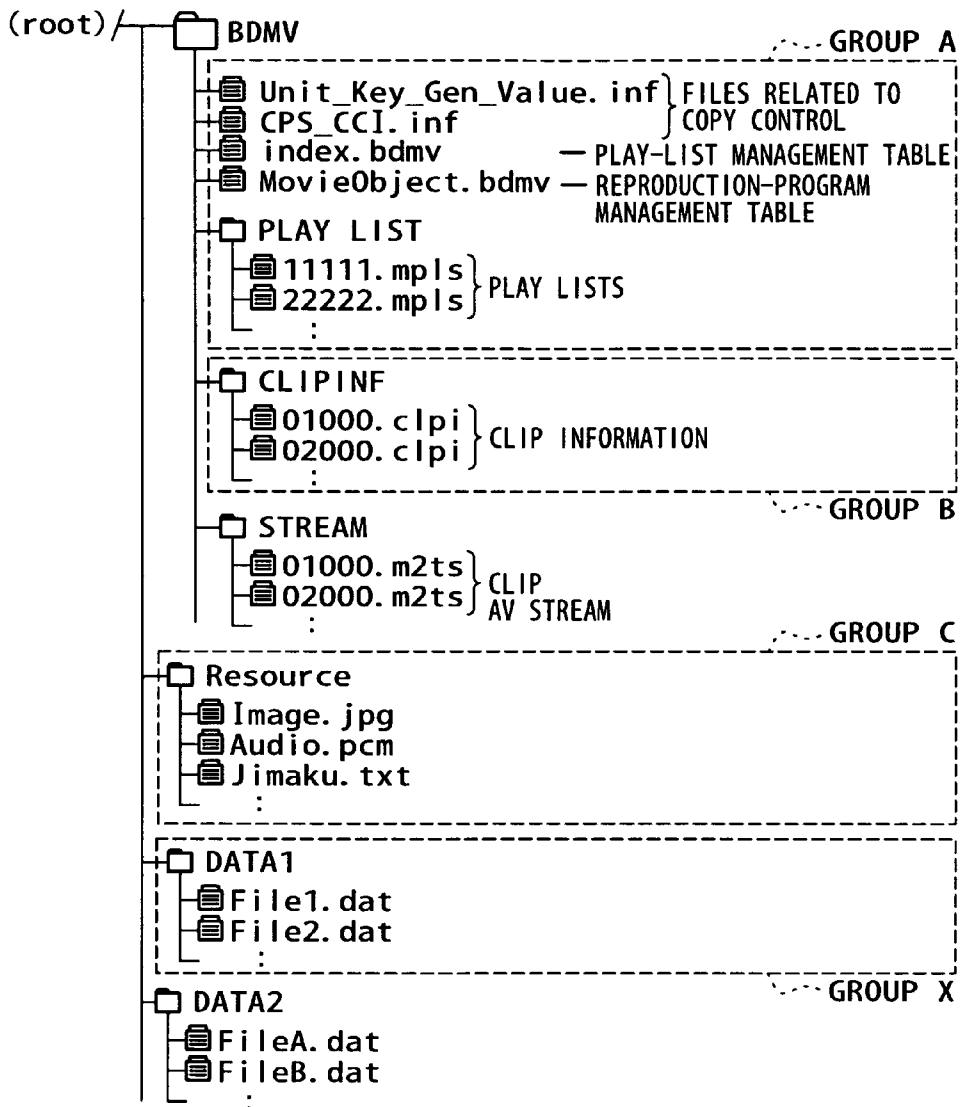 (root)/
BDMV
GROUP A
Unit_Key_Gen_Value.inf
FILES RELATED TO
CPS_CCI.inf
COPY CONTROL
index.bdmv — PLAY-LIST MANAGEMENT TABLE
MovieObject.bdmv — REPRODUCTION-PROGRAM
MANAGEMENT TABLE
PLAY LIST
11111.mpls
22222.mpls
PLAY LISTS
:
CLIPINF
01000.clpi
02000.clpi
CLIP INFORMATION
:
GROUP B
STREAM
01000.m2ts
02000.m2ts
CLIP
AV STREAM
:
GROUP C
Resource
Image.jpg
Audio.pcm
Jimaku.txt
:
DATA1
File1.dat
File2.dat
:
GROUP X
DATA2
FileA.dat
FileB.dat
: